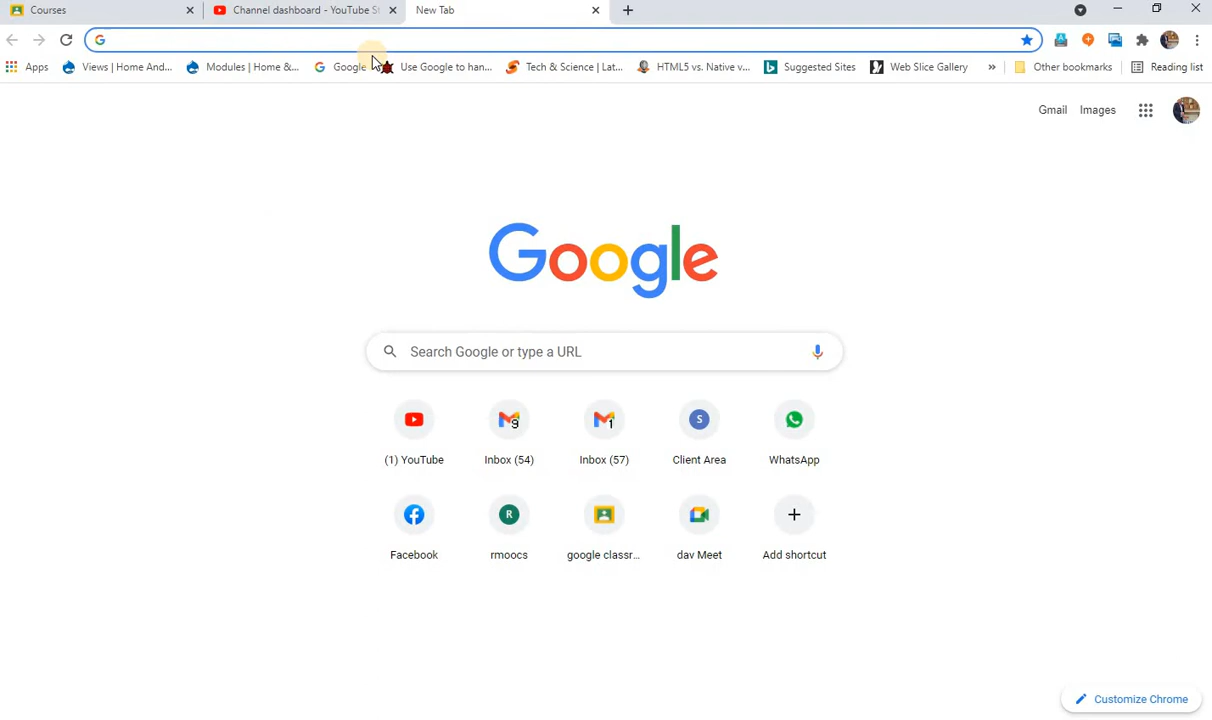 Courses
Channel dashboard - YouTube St
New Tab
Apps
Views | Home And...
Modules | Home &...
Google
Use Google to han...
Tech & Science | Lat...
HTML5 vs. Native v...
Suggested Sites
Web Slice Gallery
»
Other bookmarks
Reading list
Gmail
Images
Google
Search Google or type a URL
9
1
S
(1) YouTube
Inbox (54)
Inbox (57)
Client Area
WhatsApp
R
Facebook
rmoocs
google classr...
dav Meet
Add shortcut
Customize Chrome